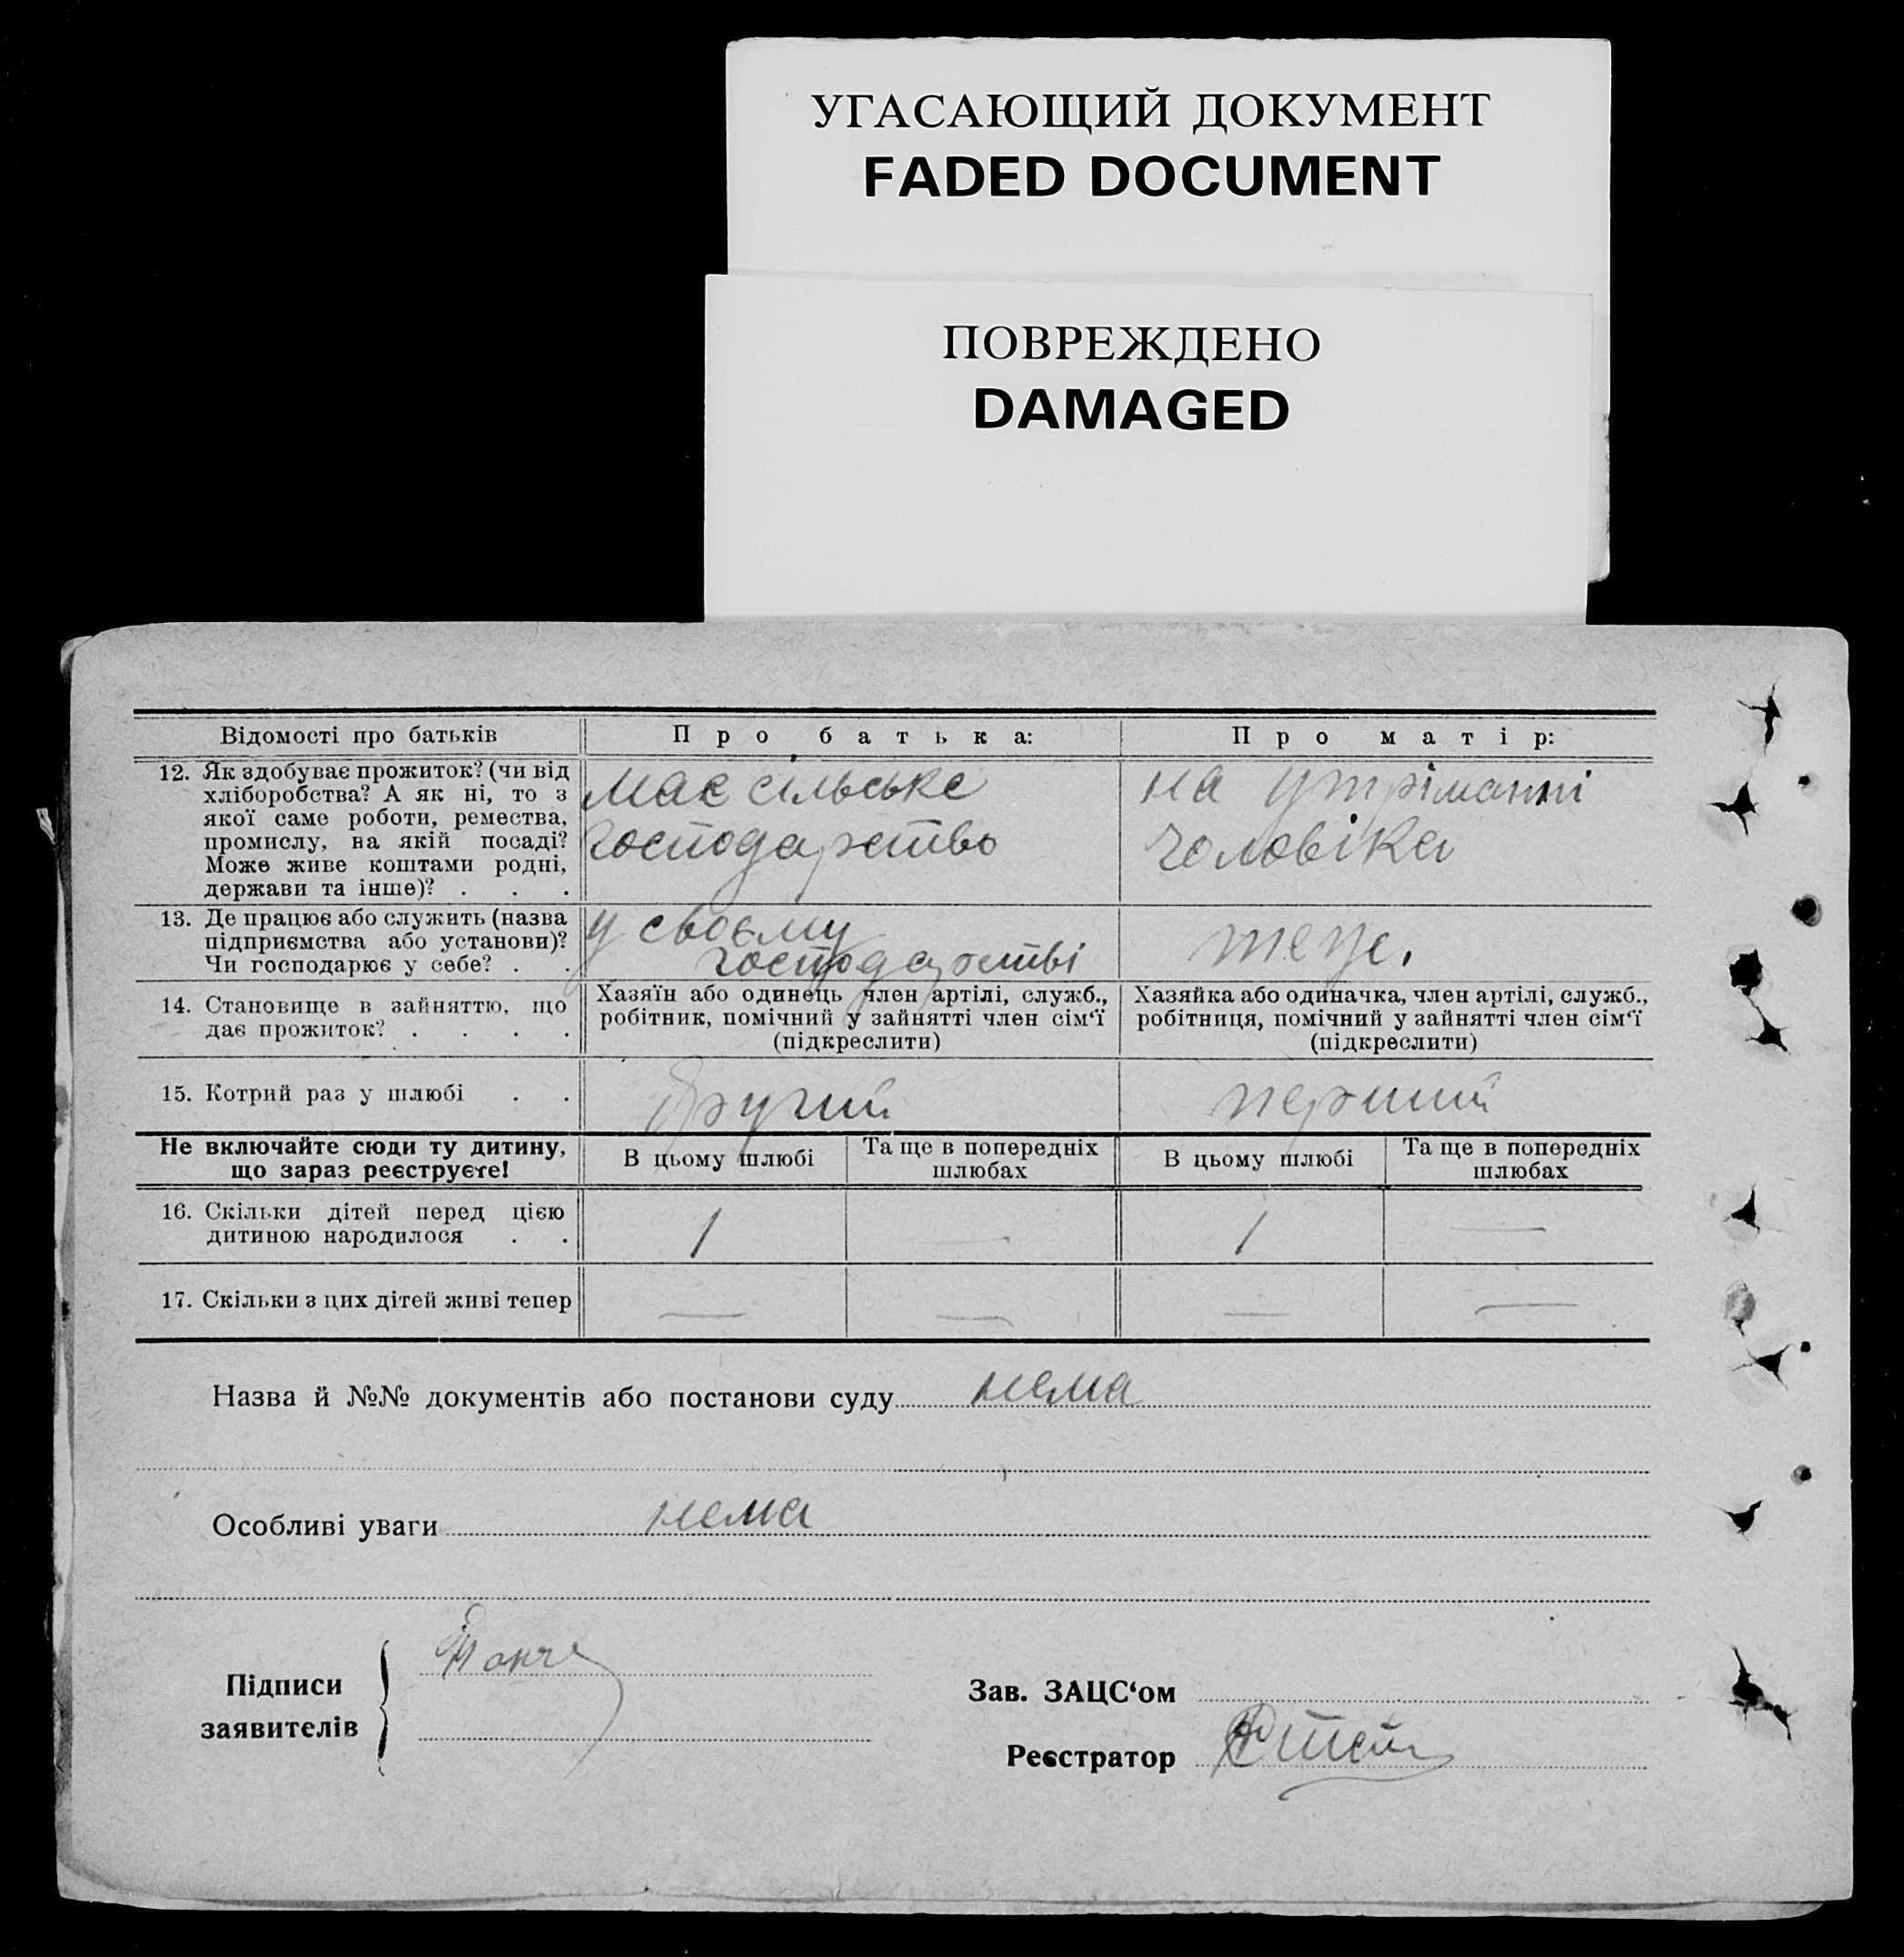 УГАСАЮЩИЙ ДОКУМЕНТ
FADED DOCUMENT
ПОВРЕЖДЕНО
DAMAGED
Відомості про батьків
Про батька:
Про матір:
12. Як здобуває прожиток? (чи від
хліборобства? А як ні, то з
якої саме роботи, ремества,
промислу, на якій посаді?
Може живе коштами родні,
держави та інше)? . . .
має сільське
господарство
на утріманні
чоловіка
13. Де працює або служить (назва
підприємства або установи)?
Чи господарює у себе? . .
у своєму
господарстві
теж.
14. Становище в зайняттю, що
дає прожиток? . . . .
Хазяїн або одинець член артілі, служб.,
робітник, помічний у зайнятті член сім'ї
(підкреслити)
Хазяйка або одиначка, член артілі, служб.,
робітниця, помічний у зайнятті член сім'ї
(підкреслити)
15. Котрий раз у шлюбі . .
другий
перший
Не включайте сюди ту дитину,
що зараз реєструєте!
В цьому шлюбі
Та ще в попередніх
шлюбах
В цьому шлюбі
Та ще в попередніх
шлюбах
16. Скільки дітей перед цією
дитиною народилося . .
1
—
1
—
17. Скільки з цих дітей живі тепер
—
—
—
—
Назва й №№ документів або постанови суду нема
Особливі уваги нема
Підписи
заявителів
Зав. ЗАЦС'ом
Реєстратор